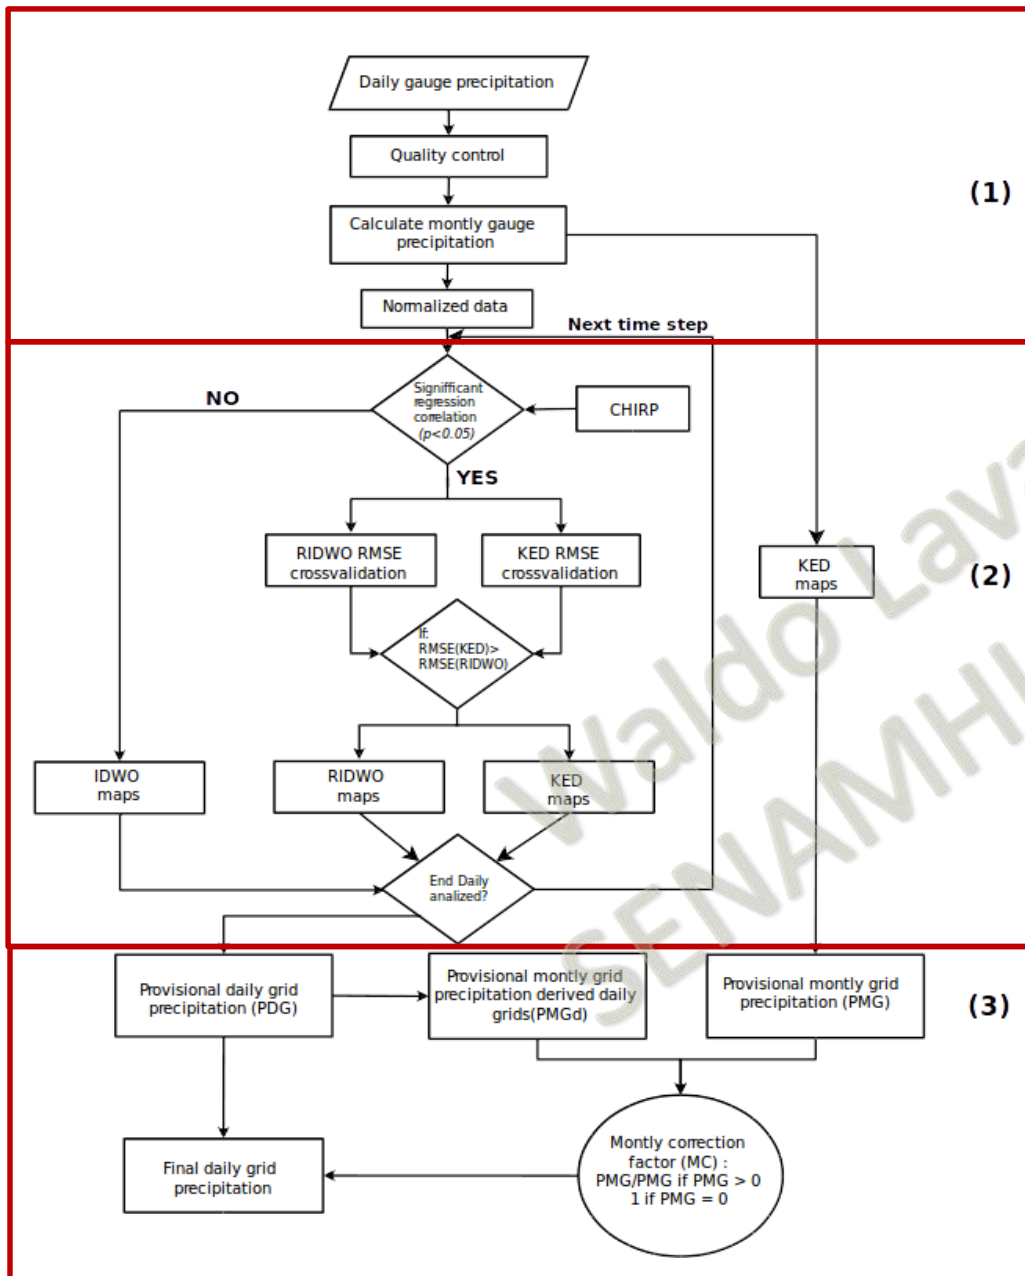 Daily gauge precipitation
Quality control
(1)
Calculate montly gauge
precipitation
Normalized data
Next time step
NO
Signifficant
regression
correlation
(p<0.05)
CHIRP
YES
RIDWO RMSE
crossvalidation
KED RMSE
crossvalidation
KED
maps
(2)
If:
RMSE(KED)>
RMSE(RIDWO)
IDWO
maps
RIDWO
maps
KED
maps
End Daily
analized?
Provisional daily grid
precipitation (PDG)
Provisional montly grid
precipitation derived daily
grids(PMGd)
Provisional montly grid
precipitation (PMG)
(3)
Final daily grid
precipitation
Montly correction
factor (MC) :
PMG/PMG if PMG > 0
1 if PMG = 0
Waldo Lava
SENAMHI